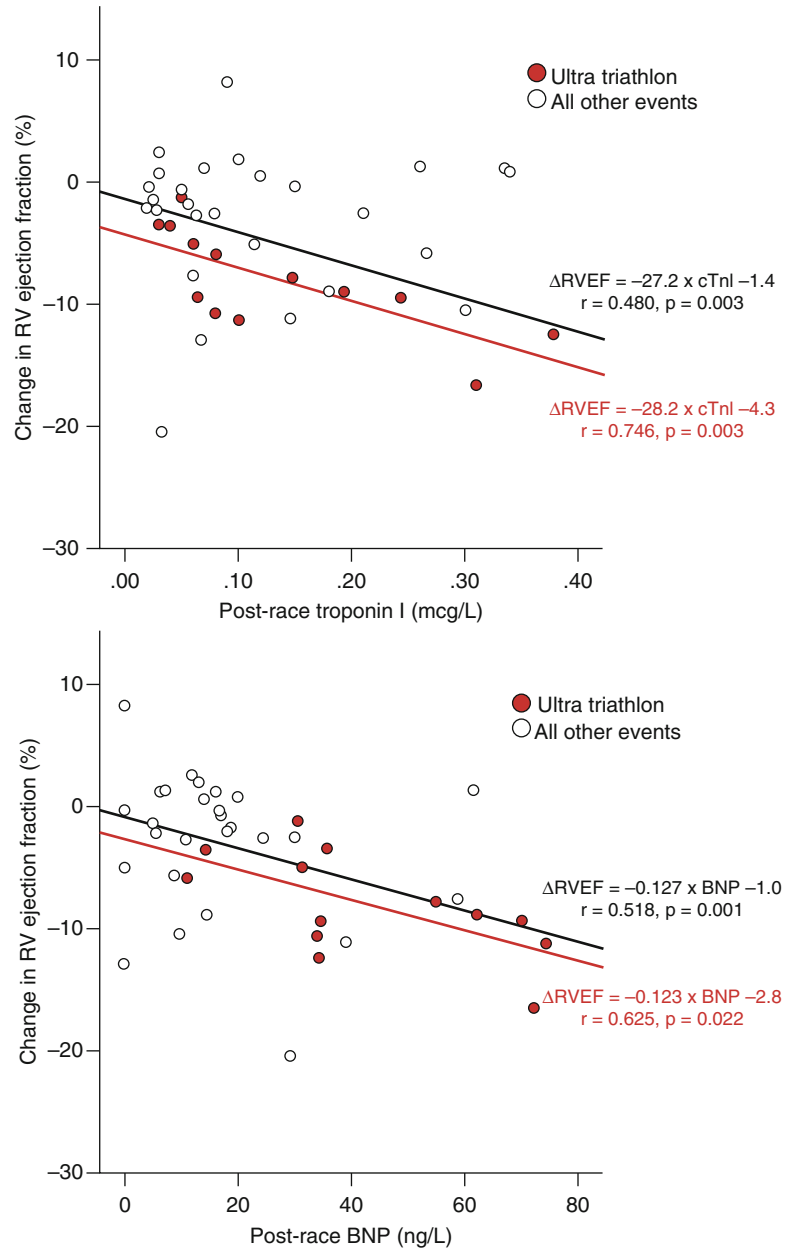 Change in RV ejection fraction (%)
10
0
–10
–20
–30
Ultra triathlon
All other events
ΔRVEF = –27.2 x cTnl –1.4
r = 0.480, p = 0.003
ΔRVEF = –28.2 x cTnl –4.3
r = 0.746, p = 0.003
.00 .10 .20 .30 .40
Post-race troponin I (mcg/L)
Change in RV ejection fraction (%)
10
0
–10
–20
–30
Ultra triathlon
All other events
ΔRVEF = –0.127 x BNP –1.0
r = 0.518, p = 0.001
ΔRVEF = –0.123 x BNP –2.8
r = 0.625, p = 0.022
0 20 40 60 80
Post-race BNP (ng/L)